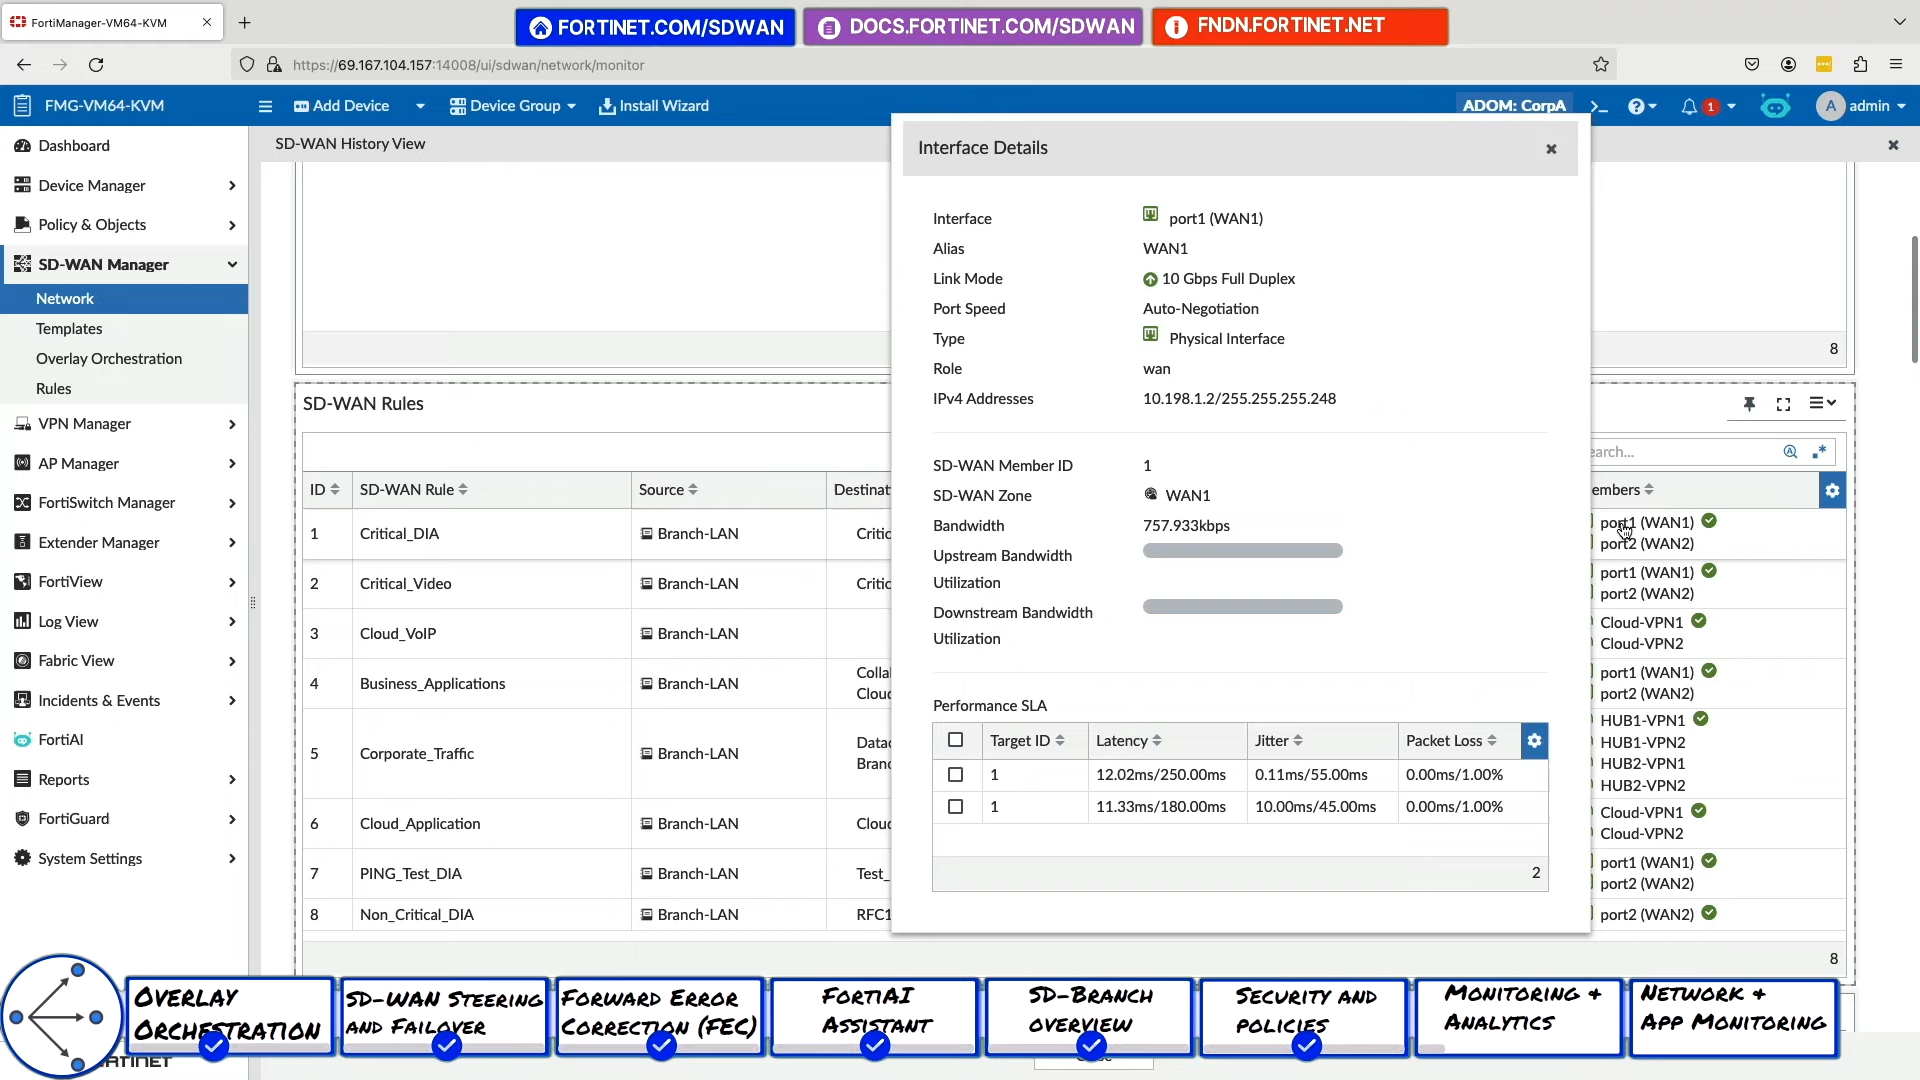 FortiManager-VM64-KVM
FORTINET.COM/SDWAN
DOCS.FORTINET.COM/SDWAN
FNDN.FORTINET.NET
https://69.167.104.157:14008/ui/sdwan/network/monitor
FMG-VM64-KVM
Add Device
Device Group
Install Wizard
ADOM: CorpA
1
A
admin
Dashboard
Device Manager
Policy & Objects
SD-WAN Manager
Network
Templates
Overlay Orchestration
Rules
VPN Manager
AP Manager
FortiSwitch Manager
Extender Manager
FortiView
Log View
Fabric View
Incidents & Events
FortiAI
Reports
FortiGuard
System Settings
SD-WAN History View
8
SD-WAN Rules
earch...
ID SD-WAN Rule Source Destinat embers
1 Critical_DIA Branch-LAN Critic port1 (WAN1)
port2 (WAN2)
2 Critical_Video Branch-LAN Critic port1 (WAN1)
port2 (WAN2)
3 Cloud_VoIP Branch-LAN Cloud-VPN1
Cloud-VPN2
4 Business_Applications Branch-LAN Collal port1 (WAN1)
Cloud port2 (WAN2)
5 Corporate_Traffic Branch-LAN HUB1-VPN1
Datac HUB1-VPN2
Branc HUB2-VPN1
HUB2-VPN2
6 Cloud_Application Branch-LAN Cloud Cloud-VPN1
Cloud-VPN2
7 PING_Test_DIA Branch-LAN Test_ port1 (WAN1)
port2 (WAN2)
8 Non_Critical_DIA Branch-LAN RFC1 port2 (WAN2)
8
Interface Details
Interface port1 (WAN1)
Alias WAN1
Link Mode 10 Gbps Full Duplex
Port Speed Auto-Negotiation
Type Physical Interface
Role wan
IPv4 Addresses 10.198.1.2/255.255.255.248
SD-WAN Member ID 1
SD-WAN Zone WAN1
Bandwidth 757.933kbps
Upstream Bandwidth
Utilization
Downstream Bandwidth
Utilization
Performance SLA
Target ID Latency Jitter Packet Loss
1 12.02ms/250.00ms 0.11ms/55.00ms 0.00ms/1.00%
1 11.33ms/180.00ms 10.00ms/45.00ms 0.00ms/1.00%
2
OVERLAY
ORCHESTRATION
SD-WAN STEERING
AND FAILOVER
FORWARD ERROR
CORRECTION (FEC)
FORTIAI
ASSISTANT
SD-BRANCH
OVERVIEW
SECURITY AND
POLICIES
MONITORING +
ANALYTICS
NETWORK +
APP MONITORING